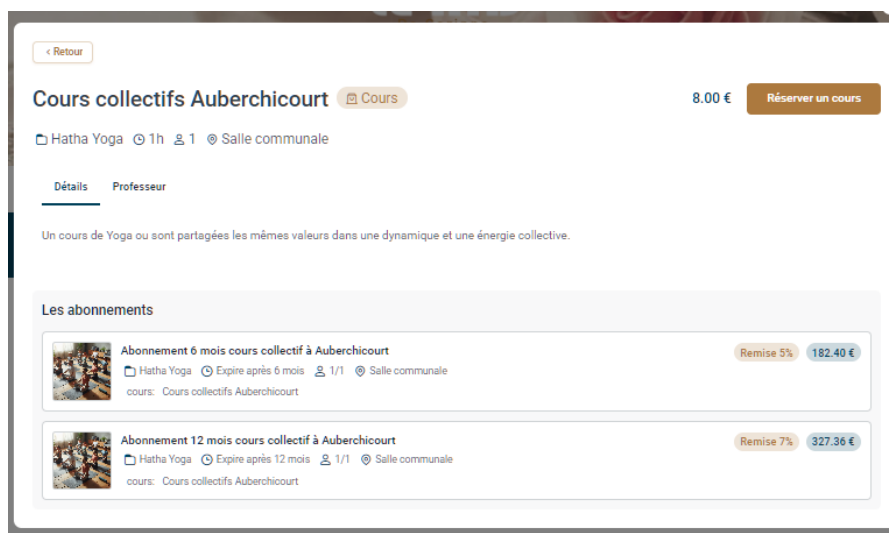 < Retour
Cours collectifs Auberchicourt Cours 8.00 € Réserver un cours
Hatha Yoga 1h 1 Salle communale
Détails Professeur
Un cours de Yoga ou sont partagées les mêmes valeurs dans une dynamique et une énergie collective.
Les abonnements
Abonnement 6 mois cours collectif à Auberchicourt Remise 5% 182.40 €
Hatha Yoga Expire après 6 mois 1/1 Salle communale
cours: Cours collectifs Auberchicourt
Abonnement 12 mois cours collectif à Auberchicourt Remise 7% 327.36 €
Hatha Yoga Expire après 12 mois 1/1 Salle communale
cours: Cours collectifs Auberchicourt